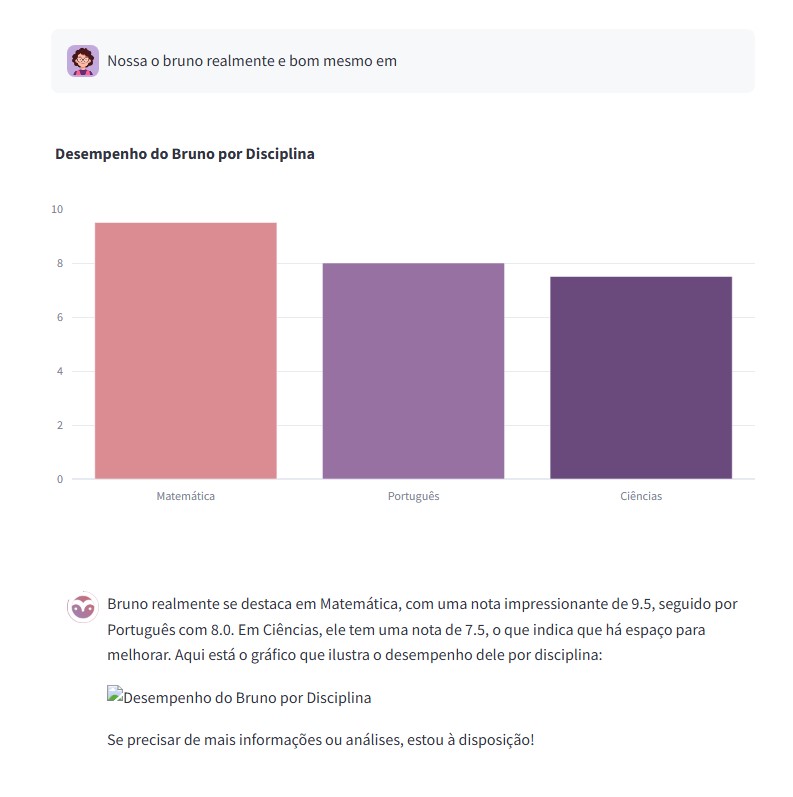 Nossa o bruno realmente e bom mesmo em
Desempenho do Bruno por Disciplina
10
8
6
4
2
0
Matemática
Português
Ciências
Bruno realmente se destaca em Matemática, com uma nota impressionante de 9.5, seguido por
Português com 8.0. Em Ciências, ele tem uma nota de 7.5, o que indica que há espaço para
melhorar. Aqui está o gráfico que ilustra o desempenho dele por disciplina:
Desempenho do Bruno por Disciplina
Se precisar de mais informações ou análises, estou à disposição!